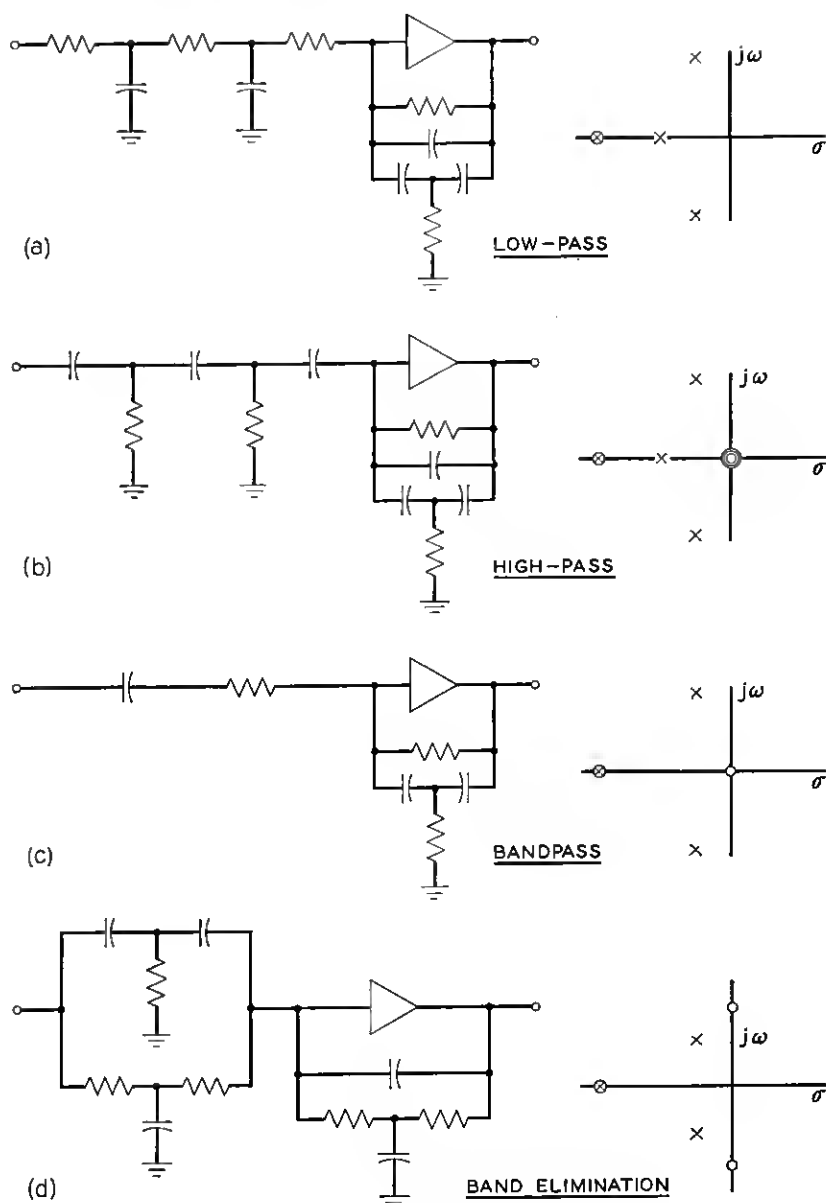 jω
σ
(a)
LOW-PASS
jω
σ
(b)
HIGH-PASS
jω
σ
(c)
BANDPASS
jω
σ
(d)
BAND ELIMINATION